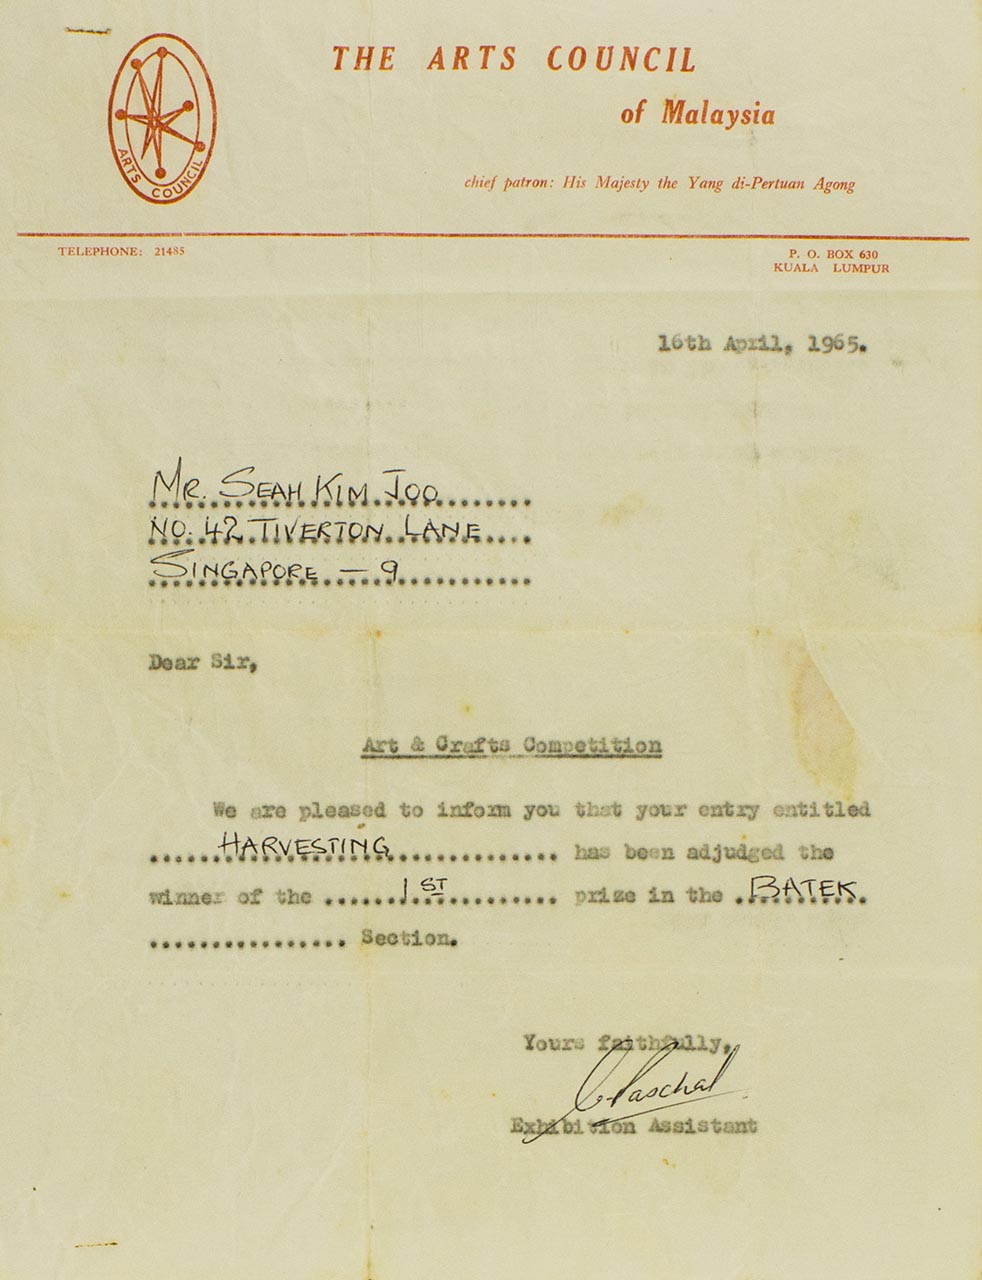 ARTS COUNCIL
THE ARTS COUNCIL
of Malaysia
chief patron: His Majesty the Yang di-Pertuan Agong
TELEPHONE: 21485
P. O. BOX 630
KUALA LUMPUR
16th April, 1965.
MR. SEAH KIM JOO
NO. 42 TIVERTON LANE
SINGAPORE — 9
Dear Sir,
Art & Crafts Competition
We are pleased to inform you that your entry entitled
HARVESTING has been adjudged the
winner of the 1ST prize in the BATEK
Section.
Yours faithfully,
Paschal
Exhibition Assistant